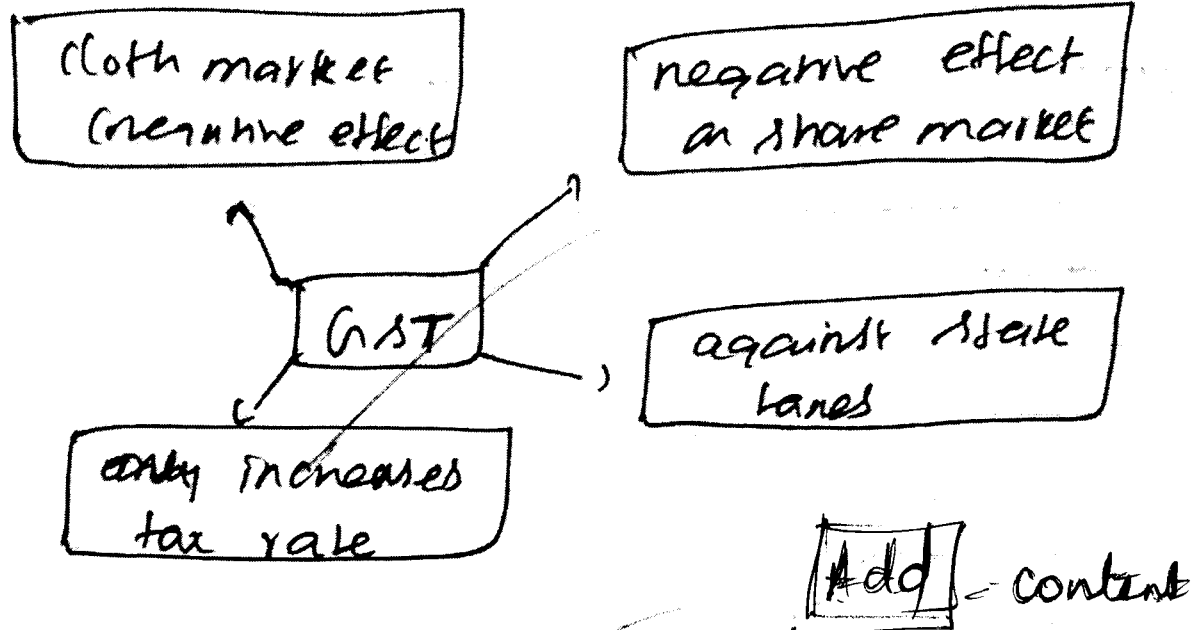 cloth market
(negative effect
negative effect
on share market
GST
against state
taxes
only increases
tax rate
Add - content